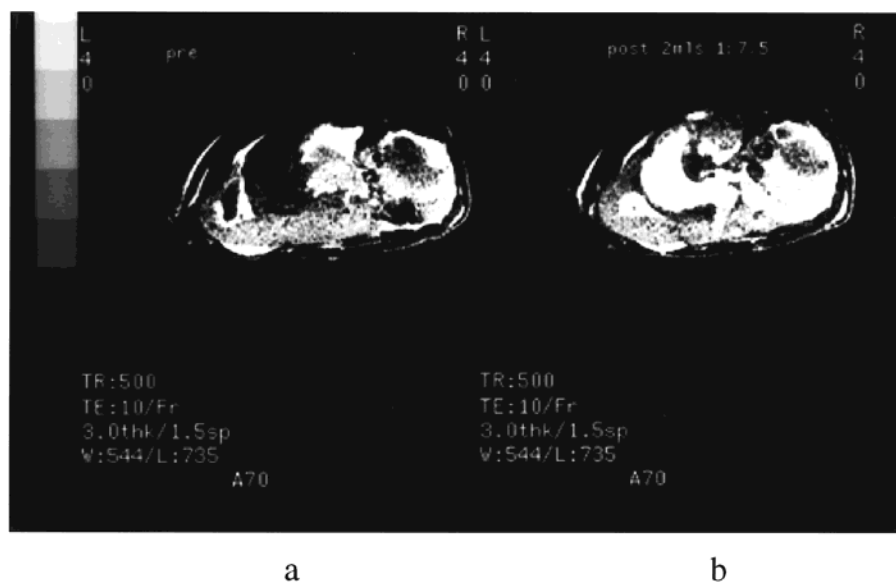 L
4
0
pre
R
4
0
L
4
0
post 2mls 1:7.5
R
4
0
TR:500
TE:10/Fr
3.0thk/1.5sp
W:544/L:735
A70
TR:500
TE:10/Fr
3.0thk/1.5sp
W:544/L:735
A70
a
b